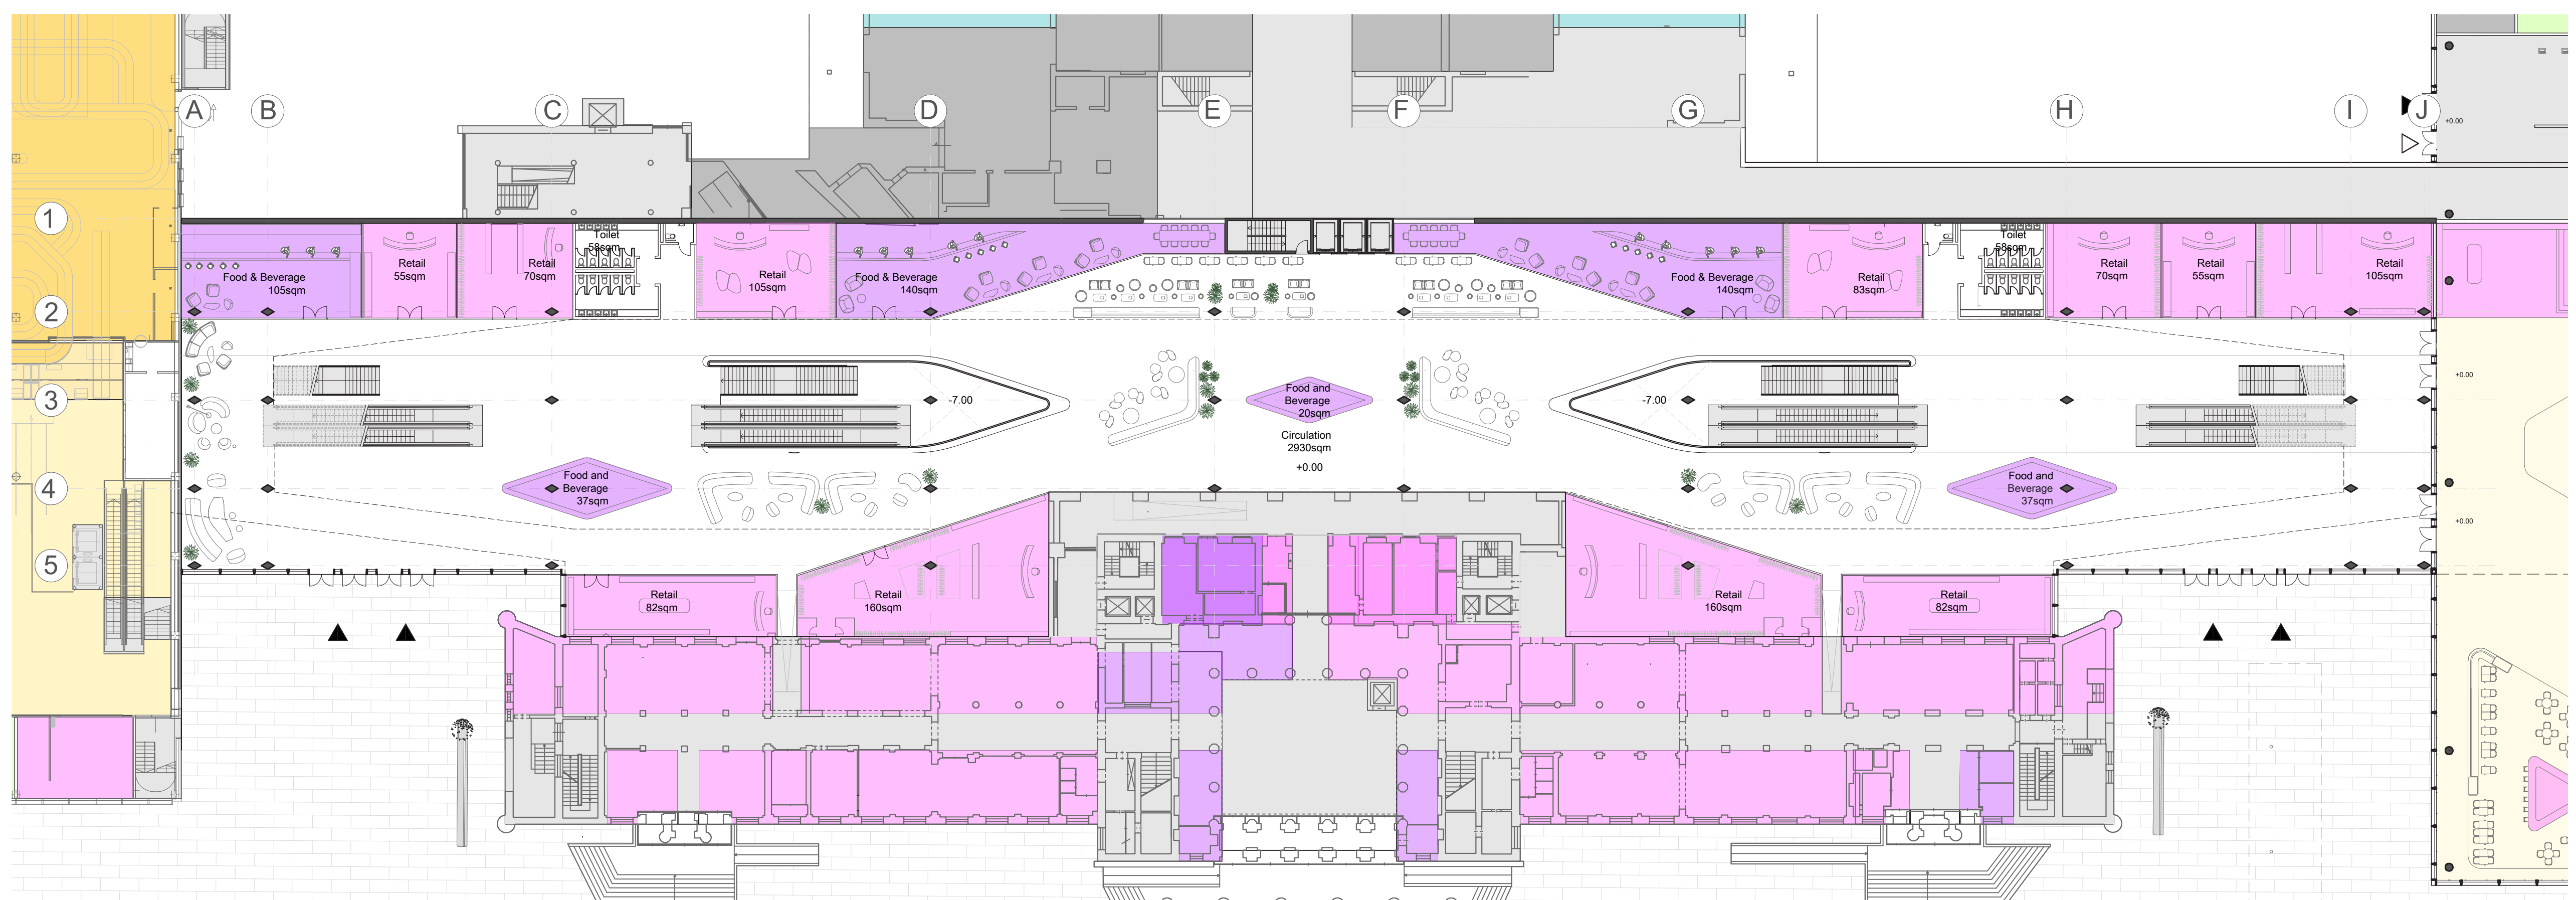 A
B
C
D
E
F
G
H
I
J
+0.00
1
Toilet
58sqm
Toilet
58sqm
Food & Beverage
105sqm
Retail
55sqm
Retail
70sqm
Retail
105sqm
Food & Beverage
140sqm
Food & Beverage
140sqm
Retail
83sqm
Retail
70sqm
Retail
55sqm
Retail
105sqm
2
3
-7.00
Food and
Beverage
20sqm
-7.00
+0.00
Circulation
2930sqm
+0.00
4
Food and
Beverage
37sqm
Food and
Beverage
37sqm
+0.00
5
Retail
82sqm
Retail
160sqm
Retail
160sqm
Retail
82sqm